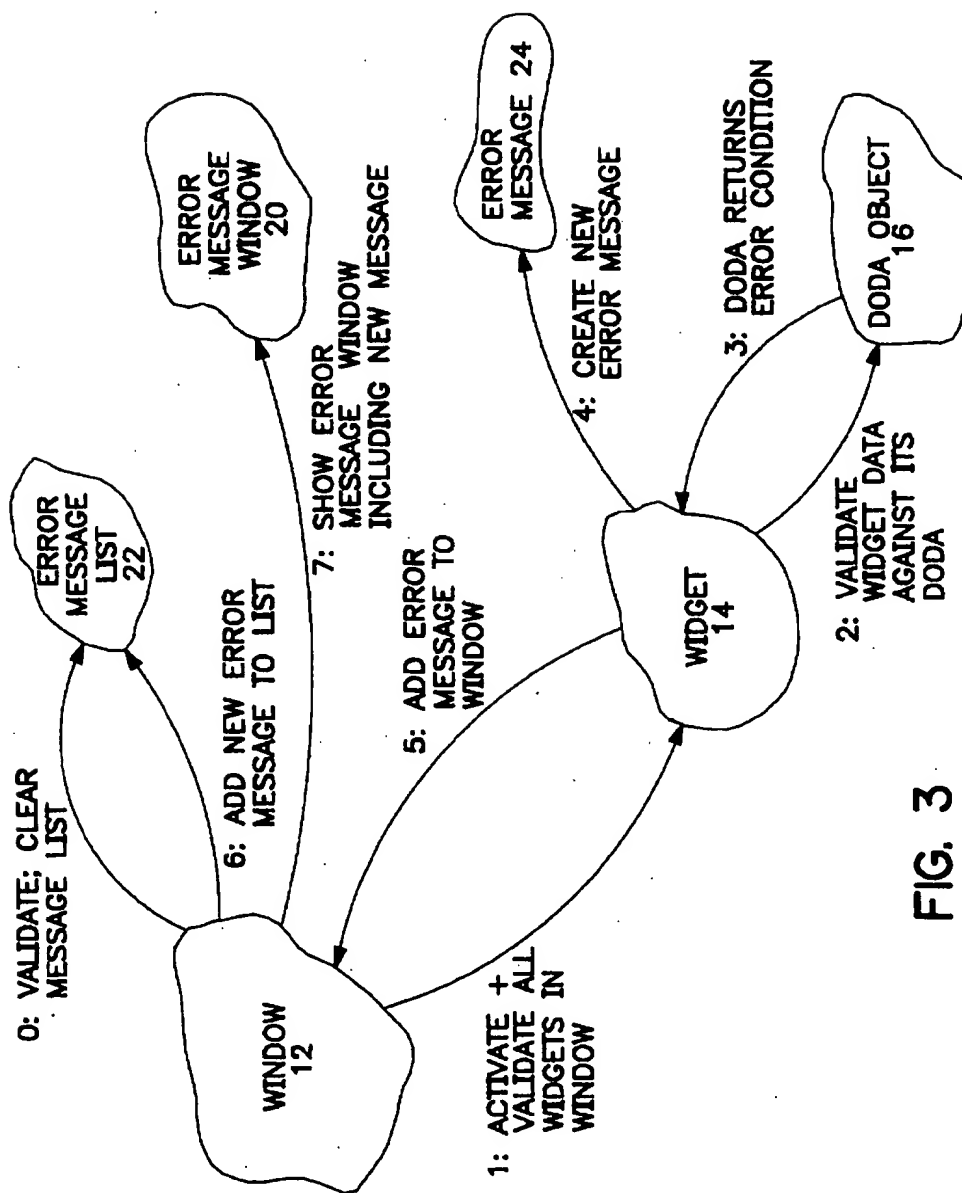 0: VALIDATE; CLEAR
MESSAGE LIST
ERROR
MESSAGE
LIST
22
ERROR
MESSAGE
WINDOW
20
6: ADD NEW ERROR
MESSAGE TO LIST
7: SHOW ERROR
MESSAGE WINDOW
INCLUDING NEW MESSAGE
WINDOW
12
5: ADD ERROR
MESSAGE TO
WINDOW
4: CREATE NEW
ERROR MESSAGE
ERROR
MESSAGE 24
1: ACTIVATE +
VALIDATE ALL
WIDGETS IN
WINDOW
WIDGET
14
3: DODA RETURNS
ERROR CONDITION
2: VALIDATE
WIDGET DATA
AGAINST ITS
DODA
DODA OBJECT
16
FIG. 3